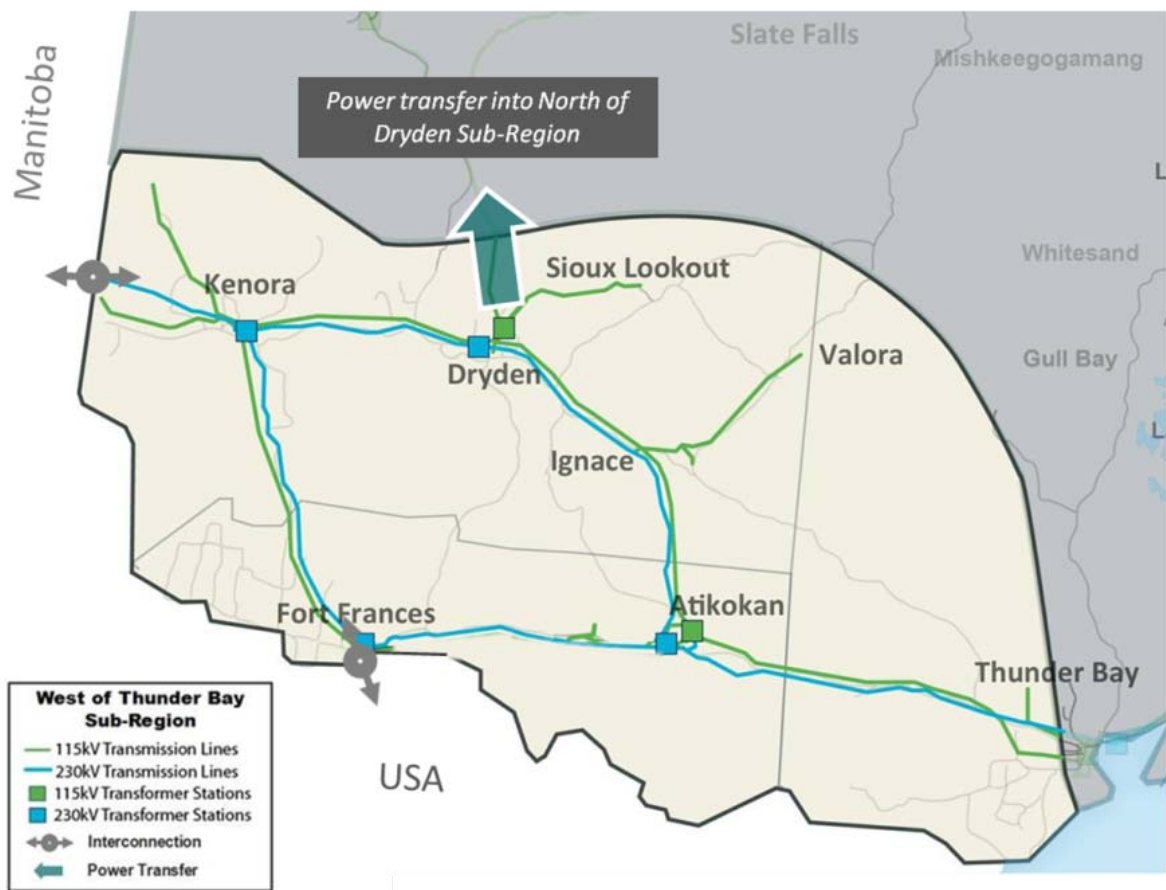 Manitoba
Slate Falls
Mishkeegogamang
Power transfer into North of
Dryden Sub-Region
L
Whitesand
Sioux Lookout
Kenora
Gull Bay
Valora
Dryden
L
Ignace
Atikokan
Fort Frances
Thunder Bay
USA
West of Thunder Bay
Sub-Region
115kV Transmission Lines
230kV Transmission Lines
115kV Transformer Stations
230kV Transformer Stations
Interconnection
Power Transfer